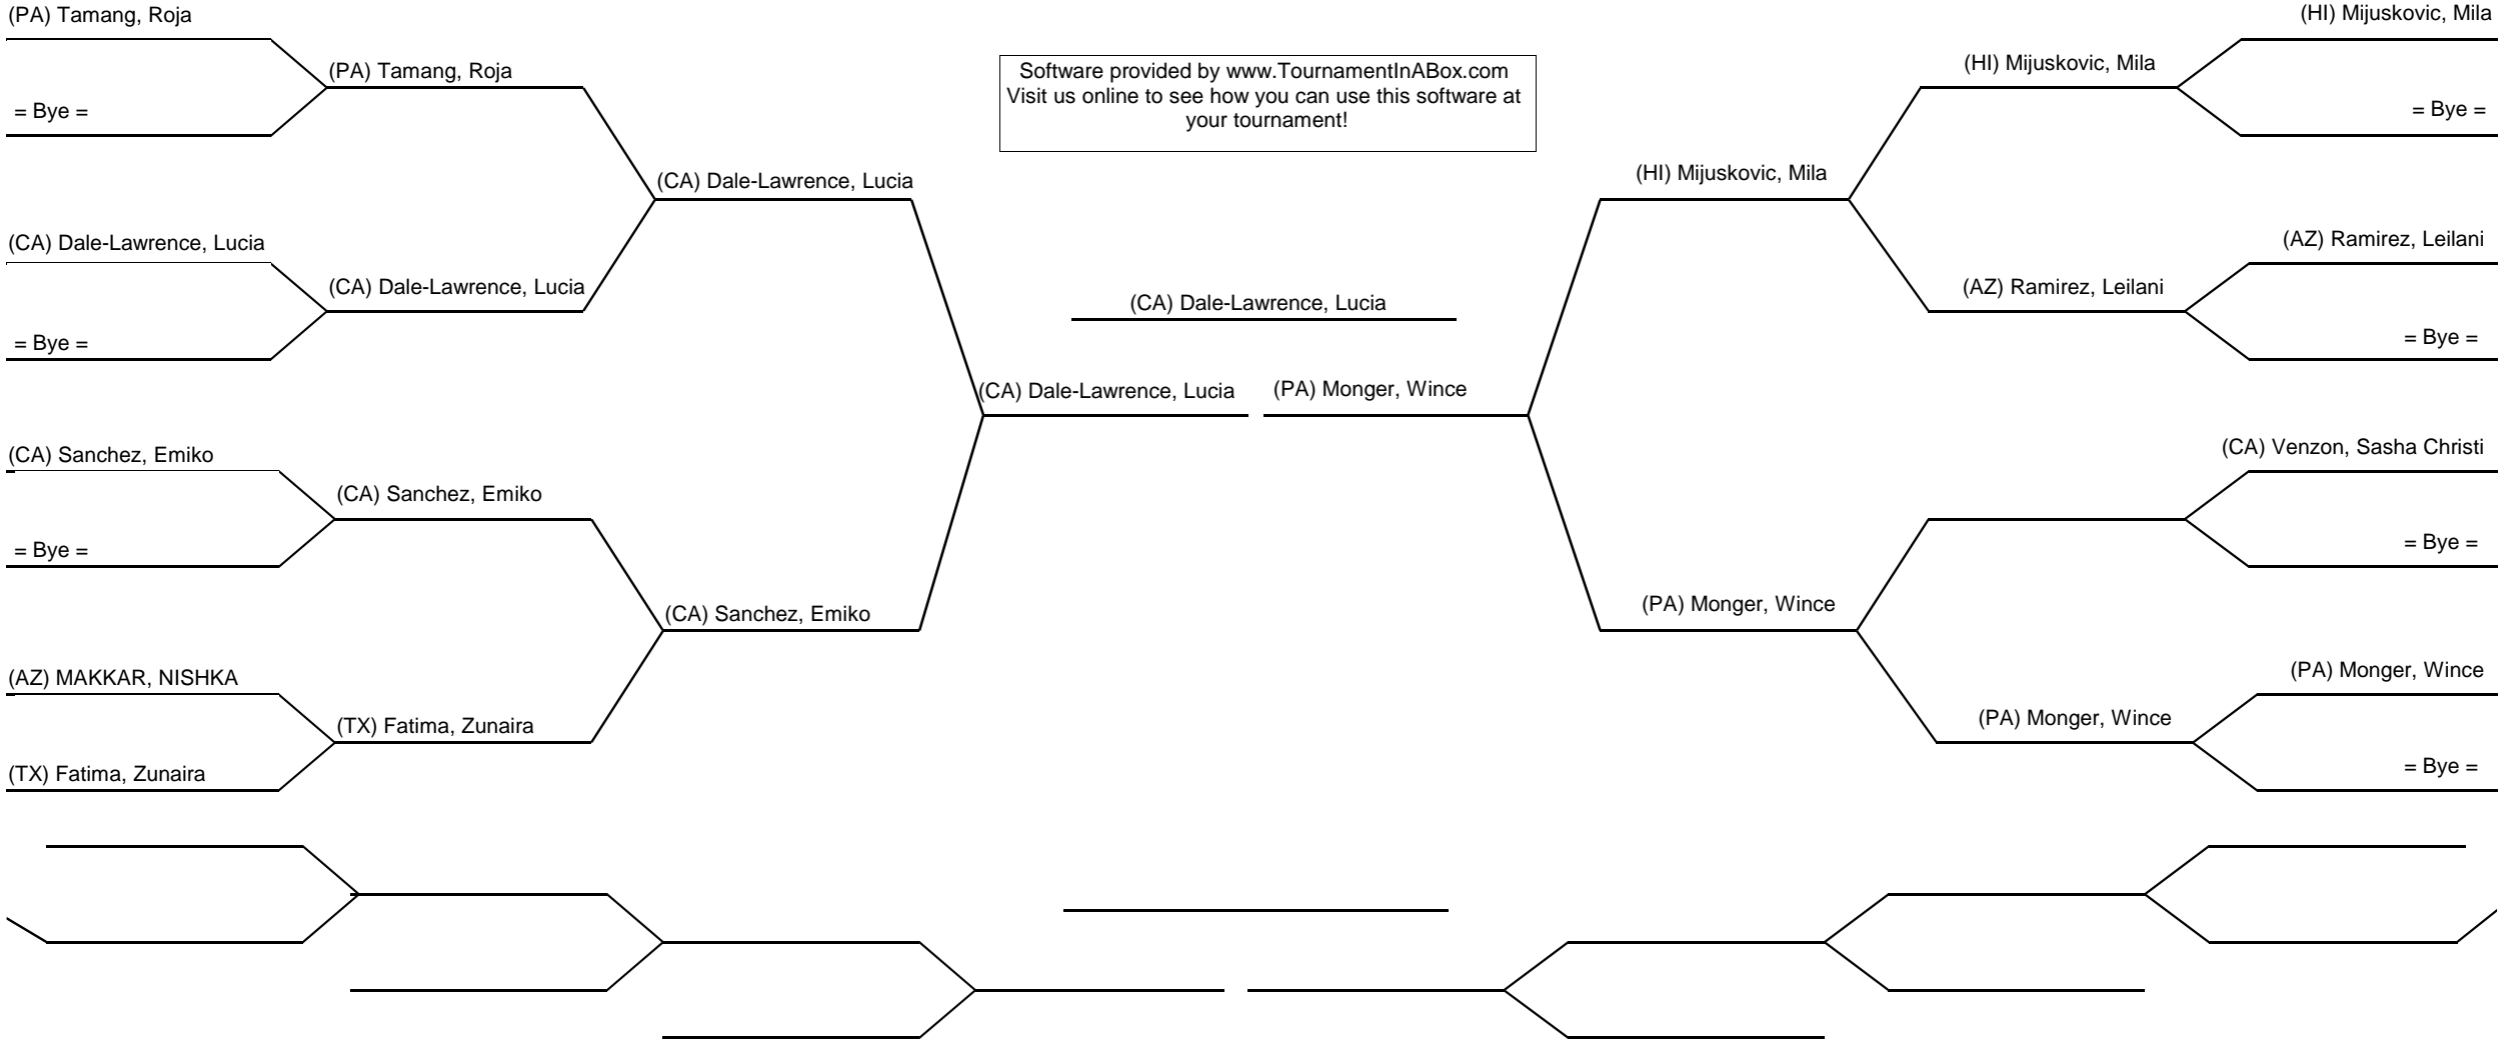 (PA) Tamang, Roja
(HI) Mijuskovic, Mila
(PA) Tamang, Roja
Software provided by www.TournamentInABox.com
Visit us online to see how you can use this software at
your tournament!
(HI) Mijuskovic, Mila
= Bye =
= Bye =
(CA) Dale-Lawrence, Lucia
(HI) Mijuskovic, Mila
(CA) Dale-Lawrence, Lucia
(AZ) Ramirez, Leilani
(CA) Dale-Lawrence, Lucia
(CA) Dale-Lawrence, Lucia
(AZ) Ramirez, Leilani
= Bye =
= Bye =
(CA) Dale-Lawrence, Lucia
(PA) Monger, Wince
(CA) Sanchez, Emiko
(CA) Venzon, Sasha Christi
(CA) Sanchez, Emiko
= Bye =
= Bye =
(CA) Sanchez, Emiko
(PA) Monger, Wince
(AZ) MAKKAR, NISHKA
(PA) Monger, Wince
(TX) Fatima, Zunaira
(PA) Monger, Wince
(TX) Fatima, Zunaira
= Bye =